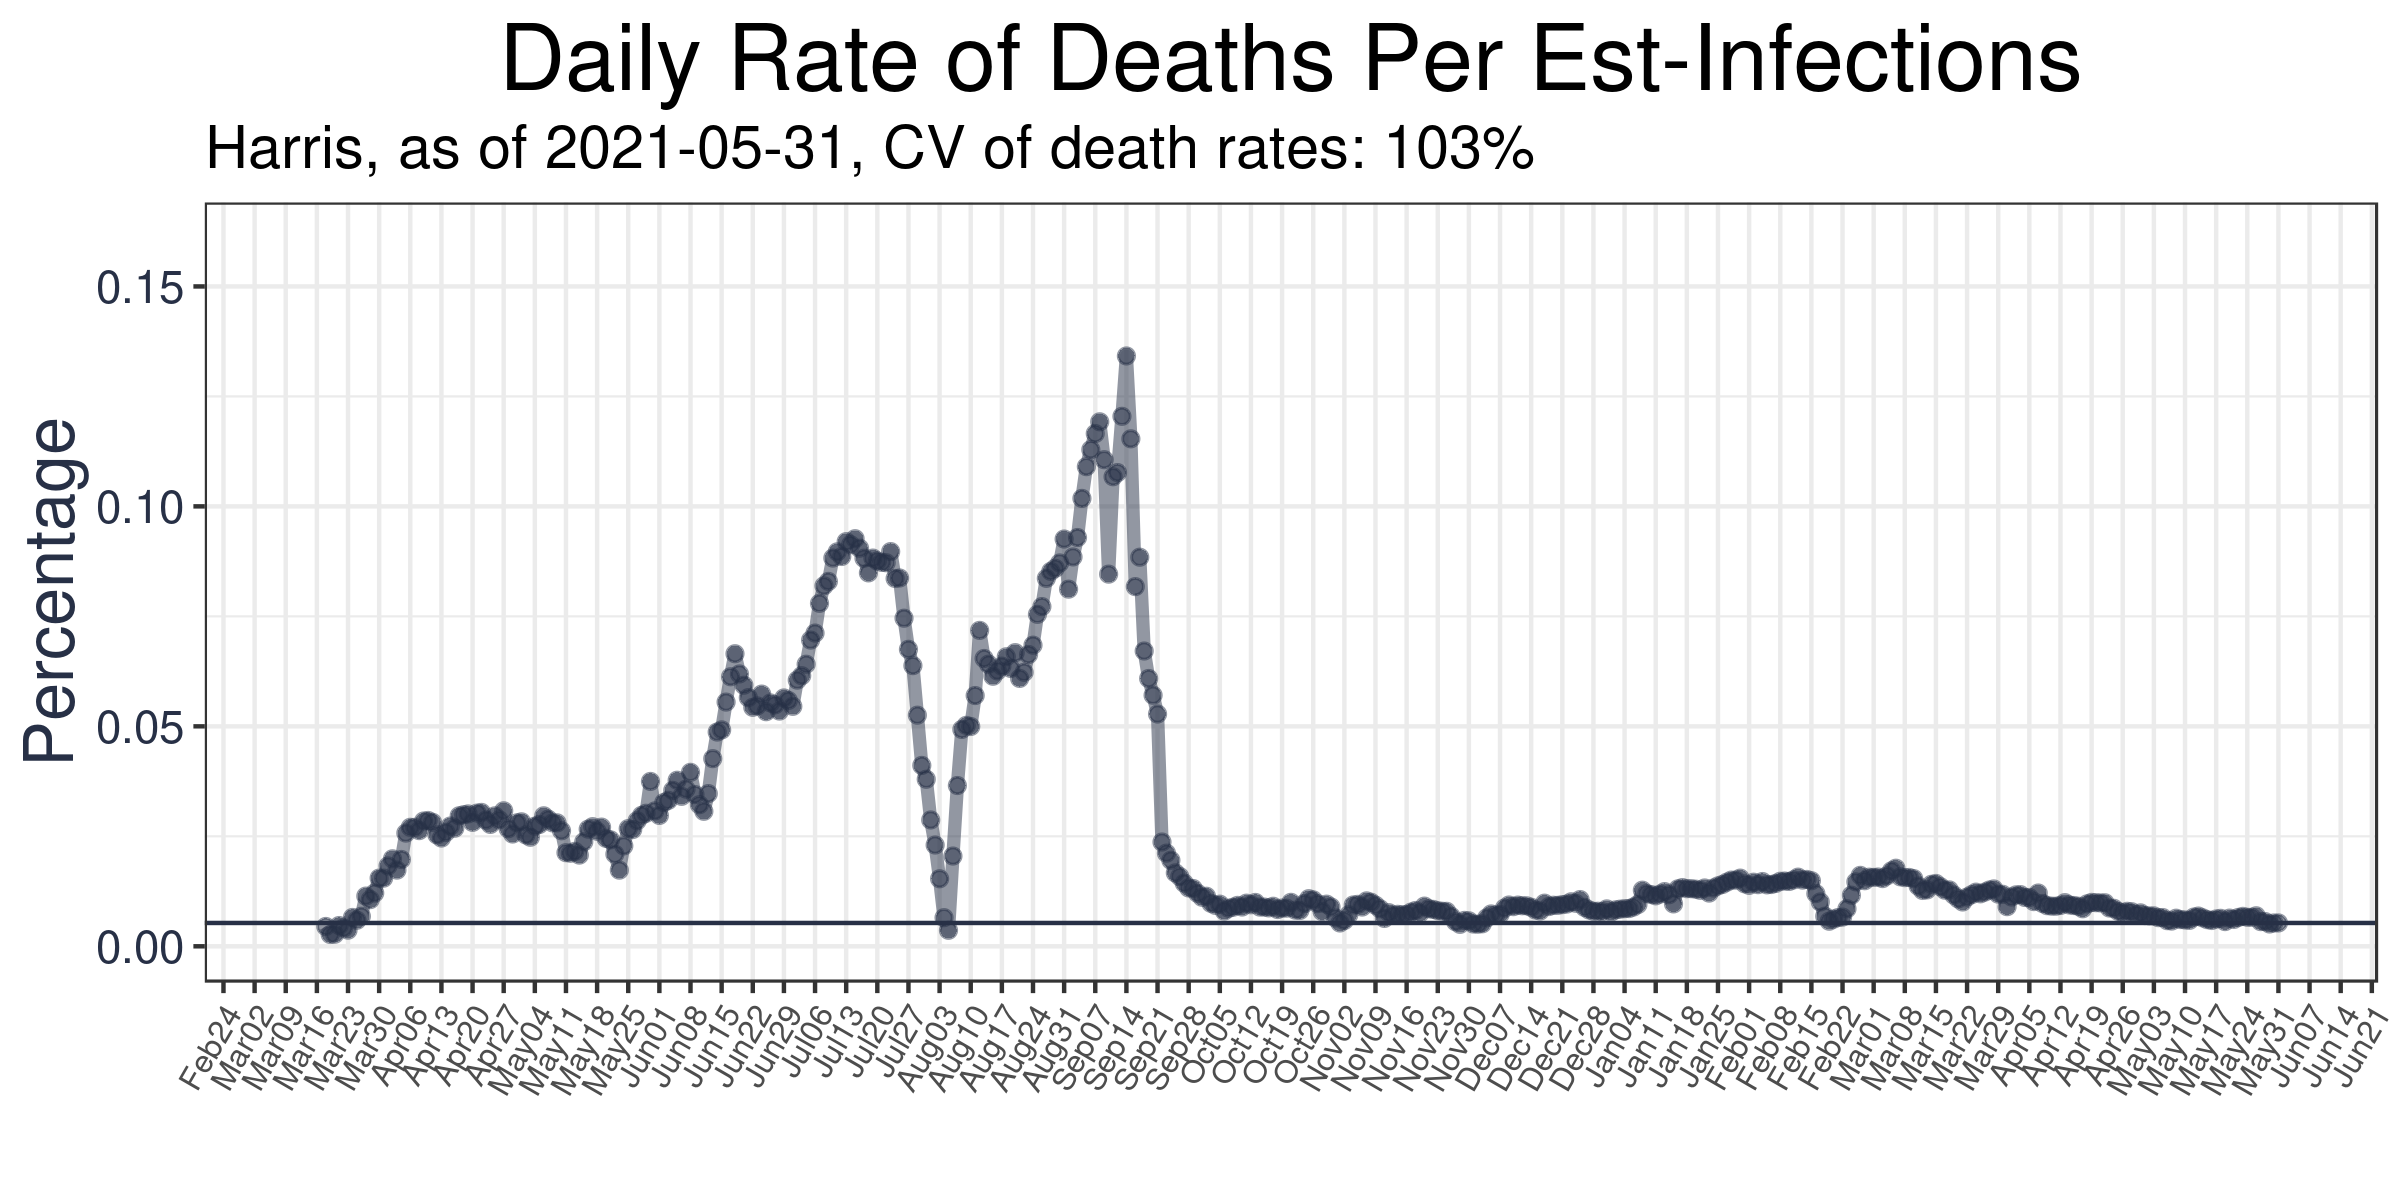 Daily Rate of Deaths Per Est-Infections
Harris, as of 2021-05-31, CV of death rates: 103%
Percentage
0.15
0.10
0.05
0.00
Feb24
Mar02
Mar09
Mar16
Mar23
Mar30
Apr06
Apr13
Apr20
Apr27
May04
May11
May18
May25
Jun01
Jun08
Jun15
Jun22
Jun29
Jul06
Jul13
Jul20
Jul27
Aug03
Aug10
Aug17
Aug24
Aug31
Sep07
Sep14
Sep21
Sep28
Oct05
Oct12
Oct19
Oct26
Nov02
Nov09
Nov16
Nov23
Nov30
Dec07
Dec14
Dec21
Dec28
Jan04
Jan11
Jan18
Jan25
Feb01
Feb08
Feb15
Feb22
Mar01
Mar08
Mar15
Mar22
Mar29
Apr05
Apr12
Apr19
Apr26
May03
May10
May17
May24
May31
Jun07
Jun14
Jun21